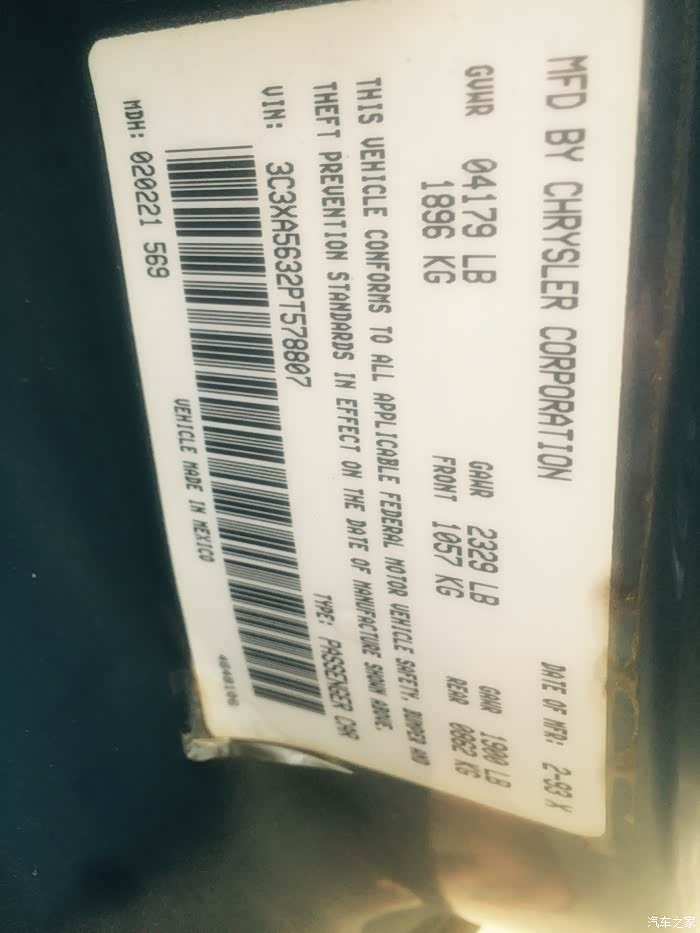 MFD BY CHRYSLER CORPORATION DATE OF MFR: 2-93 X
GVWR 04179 LB GAWR 2329 LB GAWR 1900 LB
1896 KG FRONT 1057 KG REAR 0862 KG
THIS VEHICLE CONFORMS TO ALL APPLICABLE FEDERAL MOTOR VEHICLE SAFETY, BUMPER AND
THEFT PREVENTION STANDARDS IN EFFECT ON THE DATE OF MANUFACTURE SHOWN ABOVE.
VIN: 3C3XA5632PT578807 TYPE: PASSENGER CAR
MDH: 020221 569 VEHICLE MADE IN MEXICO
汽车之家